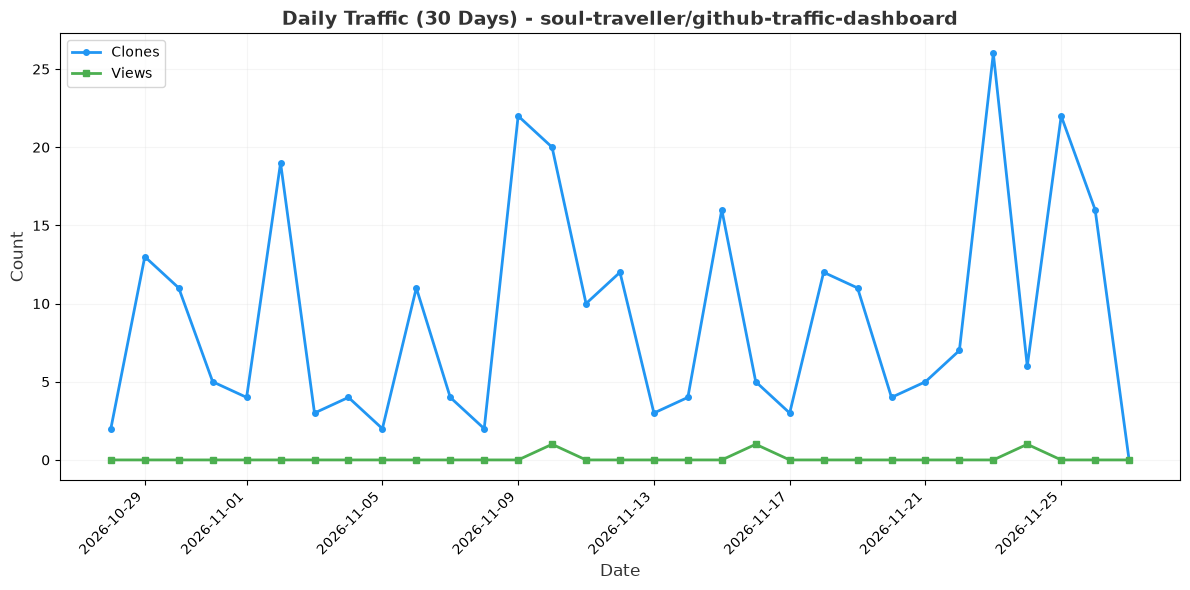 Daily Traffic (30 Days) - soul-traveller/github-traffic-dashboard
Clones
Views
Count
25
20
15
10
5
0
2026-10-29
2026-11-01
2026-11-05
2026-11-09
2026-11-13
2026-11-17
2026-11-21
2026-11-25
Date